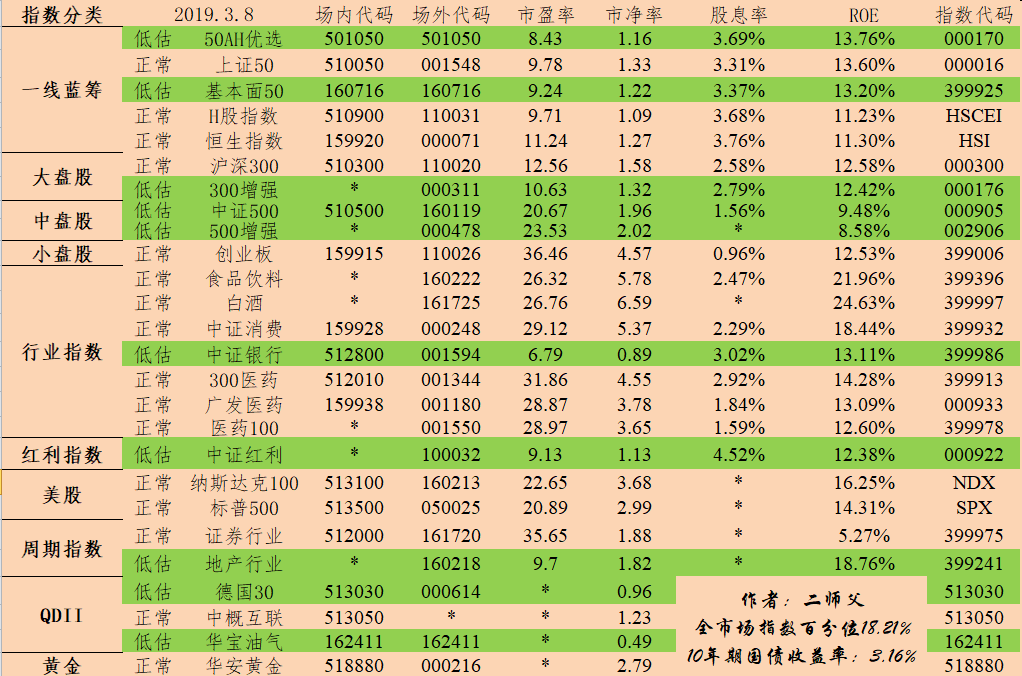 指数分类 2019.3.8 场内代码 场外代码 市盈率 市净率 股息率 ROE 指数代码
一线蓝筹
低估 50AH优选 501050 501050 8.43 1.16 3.69% 13.76% 000170
正常 上证50 510050 001548 9.78 1.33 3.31% 13.60% 000016
低估 基本面50 160716 160716 9.24 1.22 3.37% 13.20% 399925
正常 H股指数 510900 110031 9.71 1.09 3.68% 11.23% HSCEI
正常 恒生指数 159920 000071 11.24 1.27 3.76% 11.30% HSI
大盘股
正常 沪深300 510300 110020 12.56 1.58 2.58% 12.58% 000300
低估 300增强 * 000311 10.63 1.32 2.79% 12.42% 000176
中盘股
低估 中证500 510500 160119 20.67 1.96 1.56% 9.48% 000905
低估 500增强 * 000478 23.53 2.02 * 8.58% 002906
小盘股 正常 创业板 159915 110026 36.46 4.57 0.96% 12.53% 399006
行业指数
正常 食品饮料 * 160222 26.32 5.78 2.47% 21.96% 399396
正常 白酒 * 161725 26.76 6.59 * 24.63% 399997
正常 中证消费 159928 000248 29.12 5.37 2.29% 18.44% 399932
低估 中证银行 512800 001594 6.79 0.89 3.02% 13.11% 399986
正常 300医药 512010 001344 31.86 4.55 2.92% 14.28% 399913
正常 广发医药 159938 001180 28.87 3.78 1.84% 13.09% 000933
正常 医药100 * 001550 28.97 3.65 1.59% 12.60% 399978
红利指数 低估 中证红利 * 100032 9.13 1.13 4.52% 12.38% 000922
美股
正常 纳斯达克100 513100 160213 22.65 3.68 * 16.25% NDX
正常 标普500 513500 050025 20.89 2.99 * 14.31% SPX
周期指数
正常 证券行业 512000 161720 35.65 1.88 * 5.27% 399975
低估 地产行业 * 160218 9.7 1.82 * 18.76% 399241
QDII
低估 德国30 513030 000614 * 0.96 513030
正常 中概互联 513050 * * 1.23 513050
低估 华宝油气 162411 162411 * 0.49 162411
黄金 正常 华安黄金 518880 000216 * 2.79 518880
作者：二师父
全市场指数百分位18.21%
10年期国债收益率：3.16%